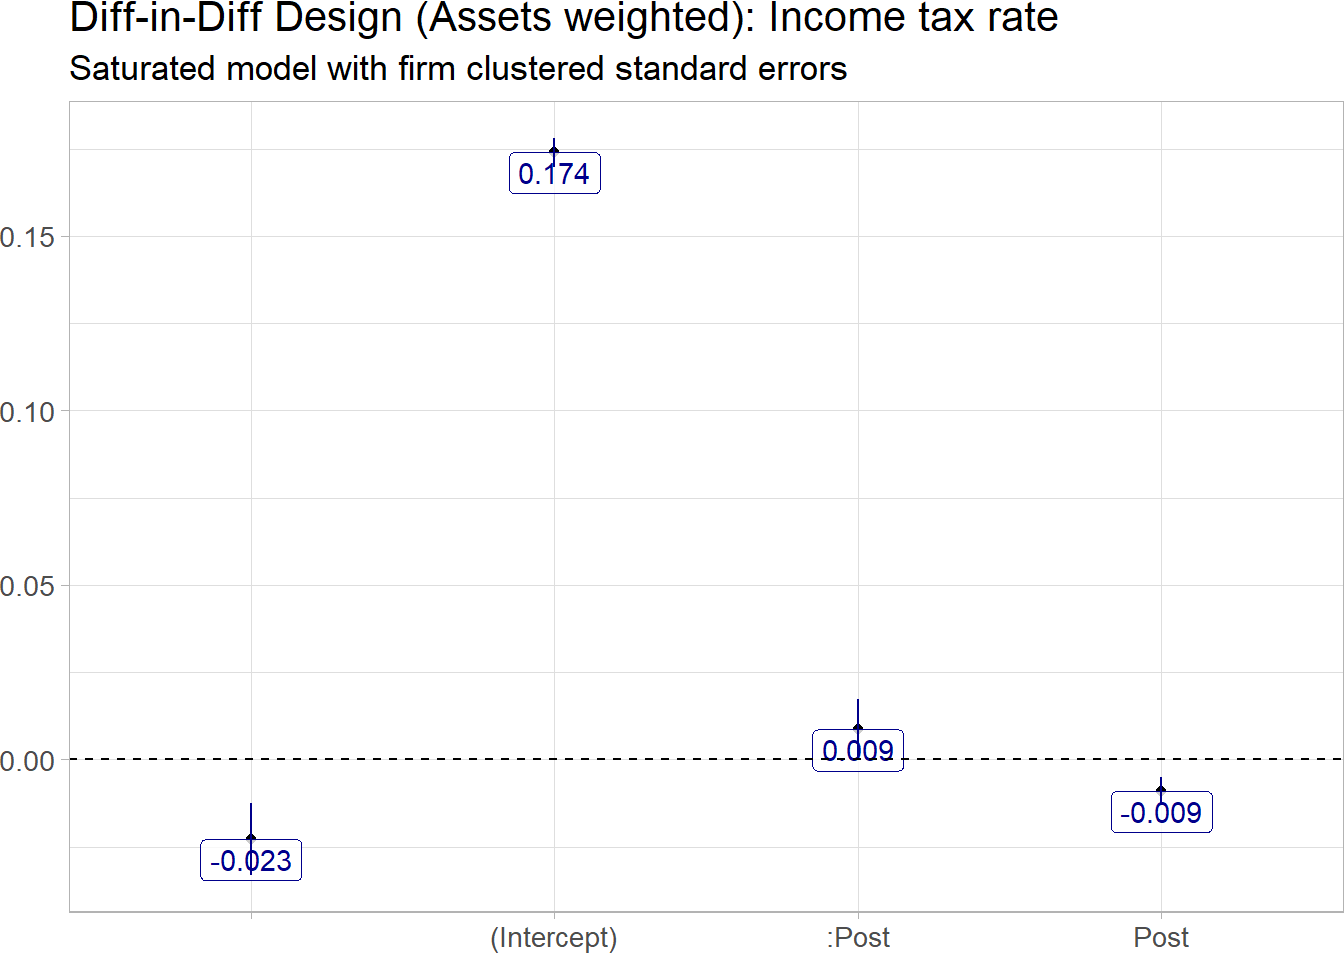 Diff-in-Diff Design (Assets weighted): Income tax rate
Saturated model with firm clustered standard errors
0.174
0.15
0.10
0.05
0.009
0.00
-0.009
-0.023
(Intercept)
:Post
Post